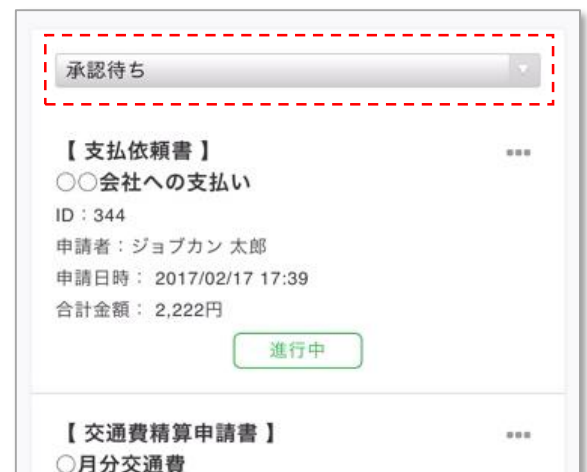 承認待ち
【 支払依頼書 】
○○会社への支払い
ID：344
申請者：ジョブカン 太郎
申請日時： 2017/02/17 17:39
合計金額： 2,222円
進行中
【 交通費精算申請書 】
○月分交通費